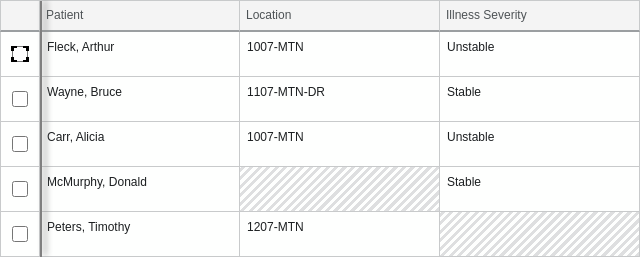 Patient Location Illness Severity
Fleck, Arthur 1007-MTN Unstable
Wayne, Bruce 1107-MTN-DR Stable
Carr, Alicia 1007-MTN Unstable
McMurphy, Donald Stable
Peters, Timothy 1207-MTN